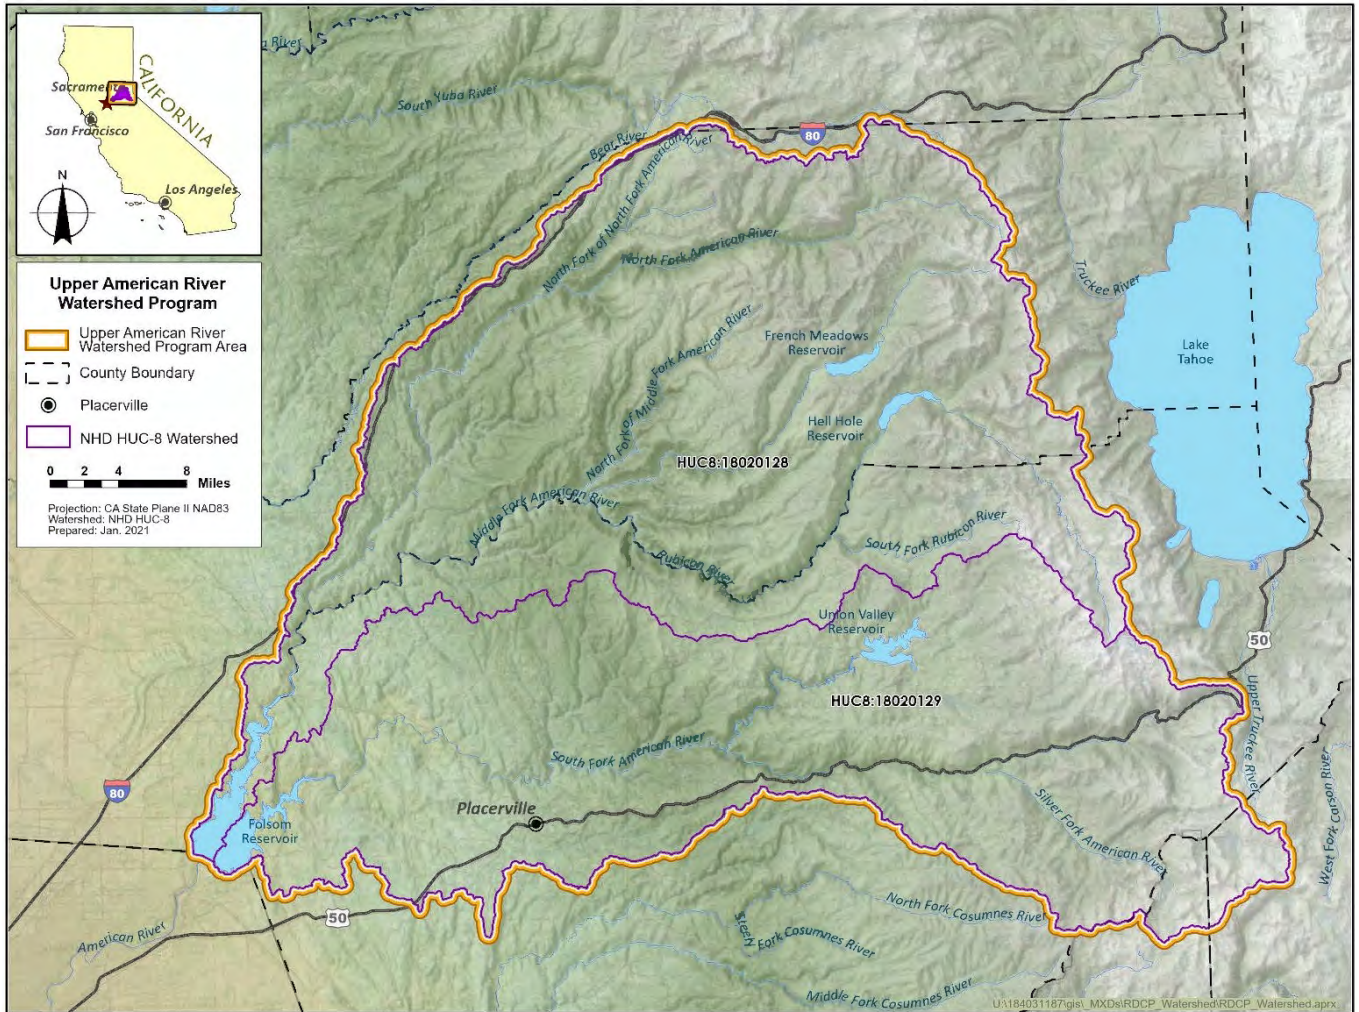 a River
CALIFORNIA
Sacramento
San Francisco
Los Angeles
N
Upper American River
Watershed Program
Upper American River
Watershed Program Area
County Boundary
Placerville
NHD HUC-8 Watershed
0 2 4 8 Miles
Projection: CA State Plane II NAD83
Watershed: NHD HUC-8
Prepared: Jan. 2021
South Yuba River
Bear River
80
North Fork of North Fork American River
North Fork American River
Truckee River
North Fork of Middle Fork American River
French Meadows
Reservoir
Lake
Tahoe
Hell Hole
Reservoir
HUC8:18020128
Middle Fork American River
South Fork Rubicon River
Rubicon River
Union Valley
Reservoir
50
HUC8:18020129
Upper Truckee River
South Fork American River
80
Placerville
Silver Fork American River
West Fork Carson River
Folsom
Reservoir
50
American River
North Fork Cosumnes River
Steely Fork Cosumnes River
Middle Fork Cosumnes River
U:\184031187\gis\_MXDs\RDCP_Watershed\RDCP_Watershed.aprx